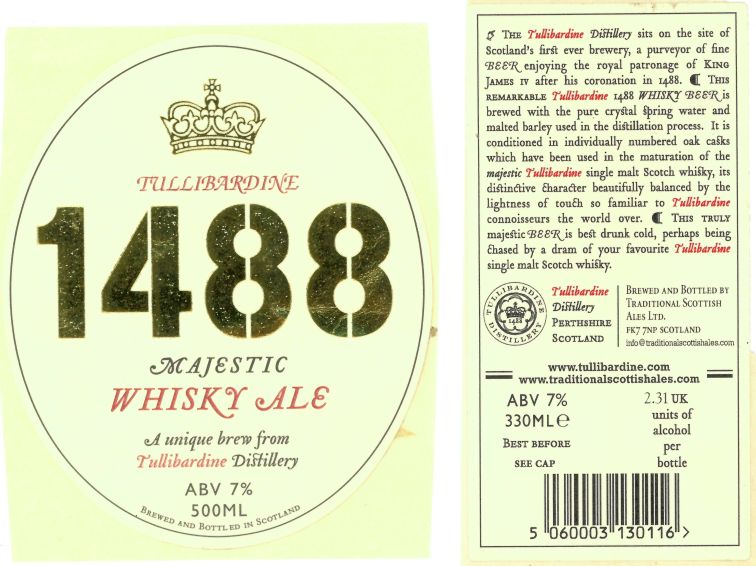 TULLIBARDINE
1488
MAJESTIC
WHISKY ALE
A unique brew from
Tullibardine Distillery
ABV 7%
500ML
BREWED AND BOTTLED IN SCOTLAND
THE Tullibardine Distillery sits on the site of
Scotland's first ever brewery, a purveyor of fine
BEER enjoying the royal patronage of KING
JAMES IV after his coronation in 1488. THIS
REMARKABLE Tullibardine 1488 WHISKY BEER is
brewed with the pure crystal spring water and
malted barley used in the distillation process. It is
conditioned in individually numbered oak casks
which have been used in the maturation of the
majestic Tullibardine single malt Scotch whisky, its
distinctive character beautifully balanced by the
lightness of touch so familiar to Tullibardine
connoisseurs the world over. THIS TRULY
majestic BEER is best drunk cold, perhaps being
chased by a dram of your favourite Tullibardine
single malt Scotch whisky.
TULLIBARDINE
1488
DISTILLERY
Tullibardine
Distillery
PERTHSHIRE
SCOTLAND
BREWED AND BOTTLED BY
TRADITIONAL SCOTTISH
ALES LTD.
FK7 7NP SCOTLAND
info@traditionalscottishales.com
www.tullibardine.com
www.traditionalscottishales.com
ABV 7%
330ML℮
BEST BEFORE
SEE CAP
2.31 UK
units of
alcohol
per
bottle
5 060003 130116 >